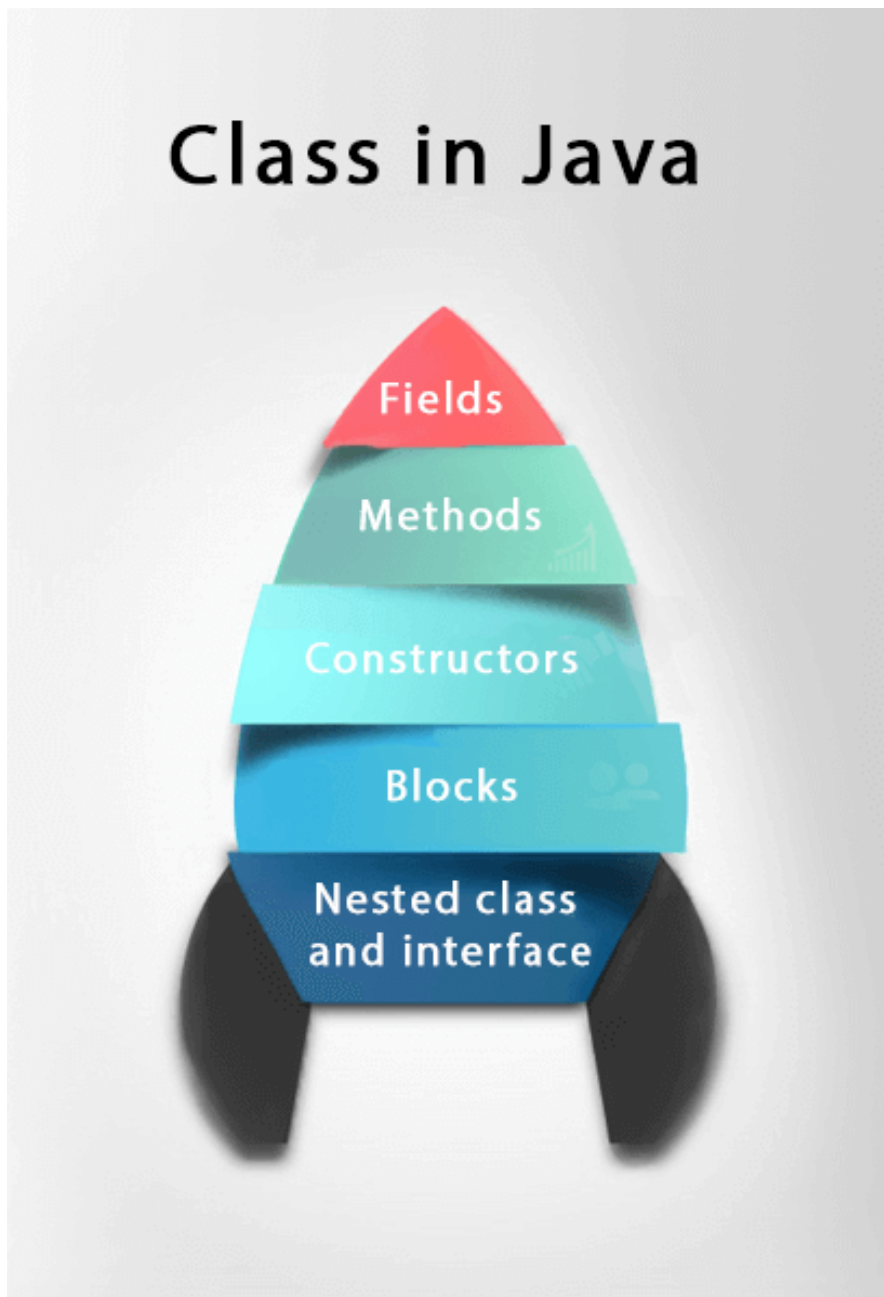 Class in Java
Fields
Methods
Constructors
Blocks
Nested class
and interface